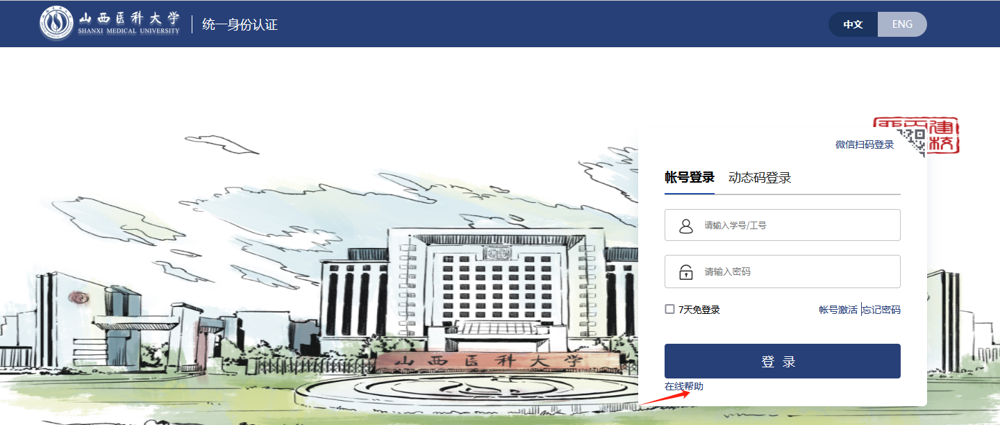 山西医科大学
SHANXI MEDICAL UNIVERSITY
统一身份认证
中文 ENG
微信扫码登录
帐号登录 动态码登录
请输入学号/工号
请输入密码
7天免登录 帐号激活 忘记密码
登 录
在线帮助
山西医科大学